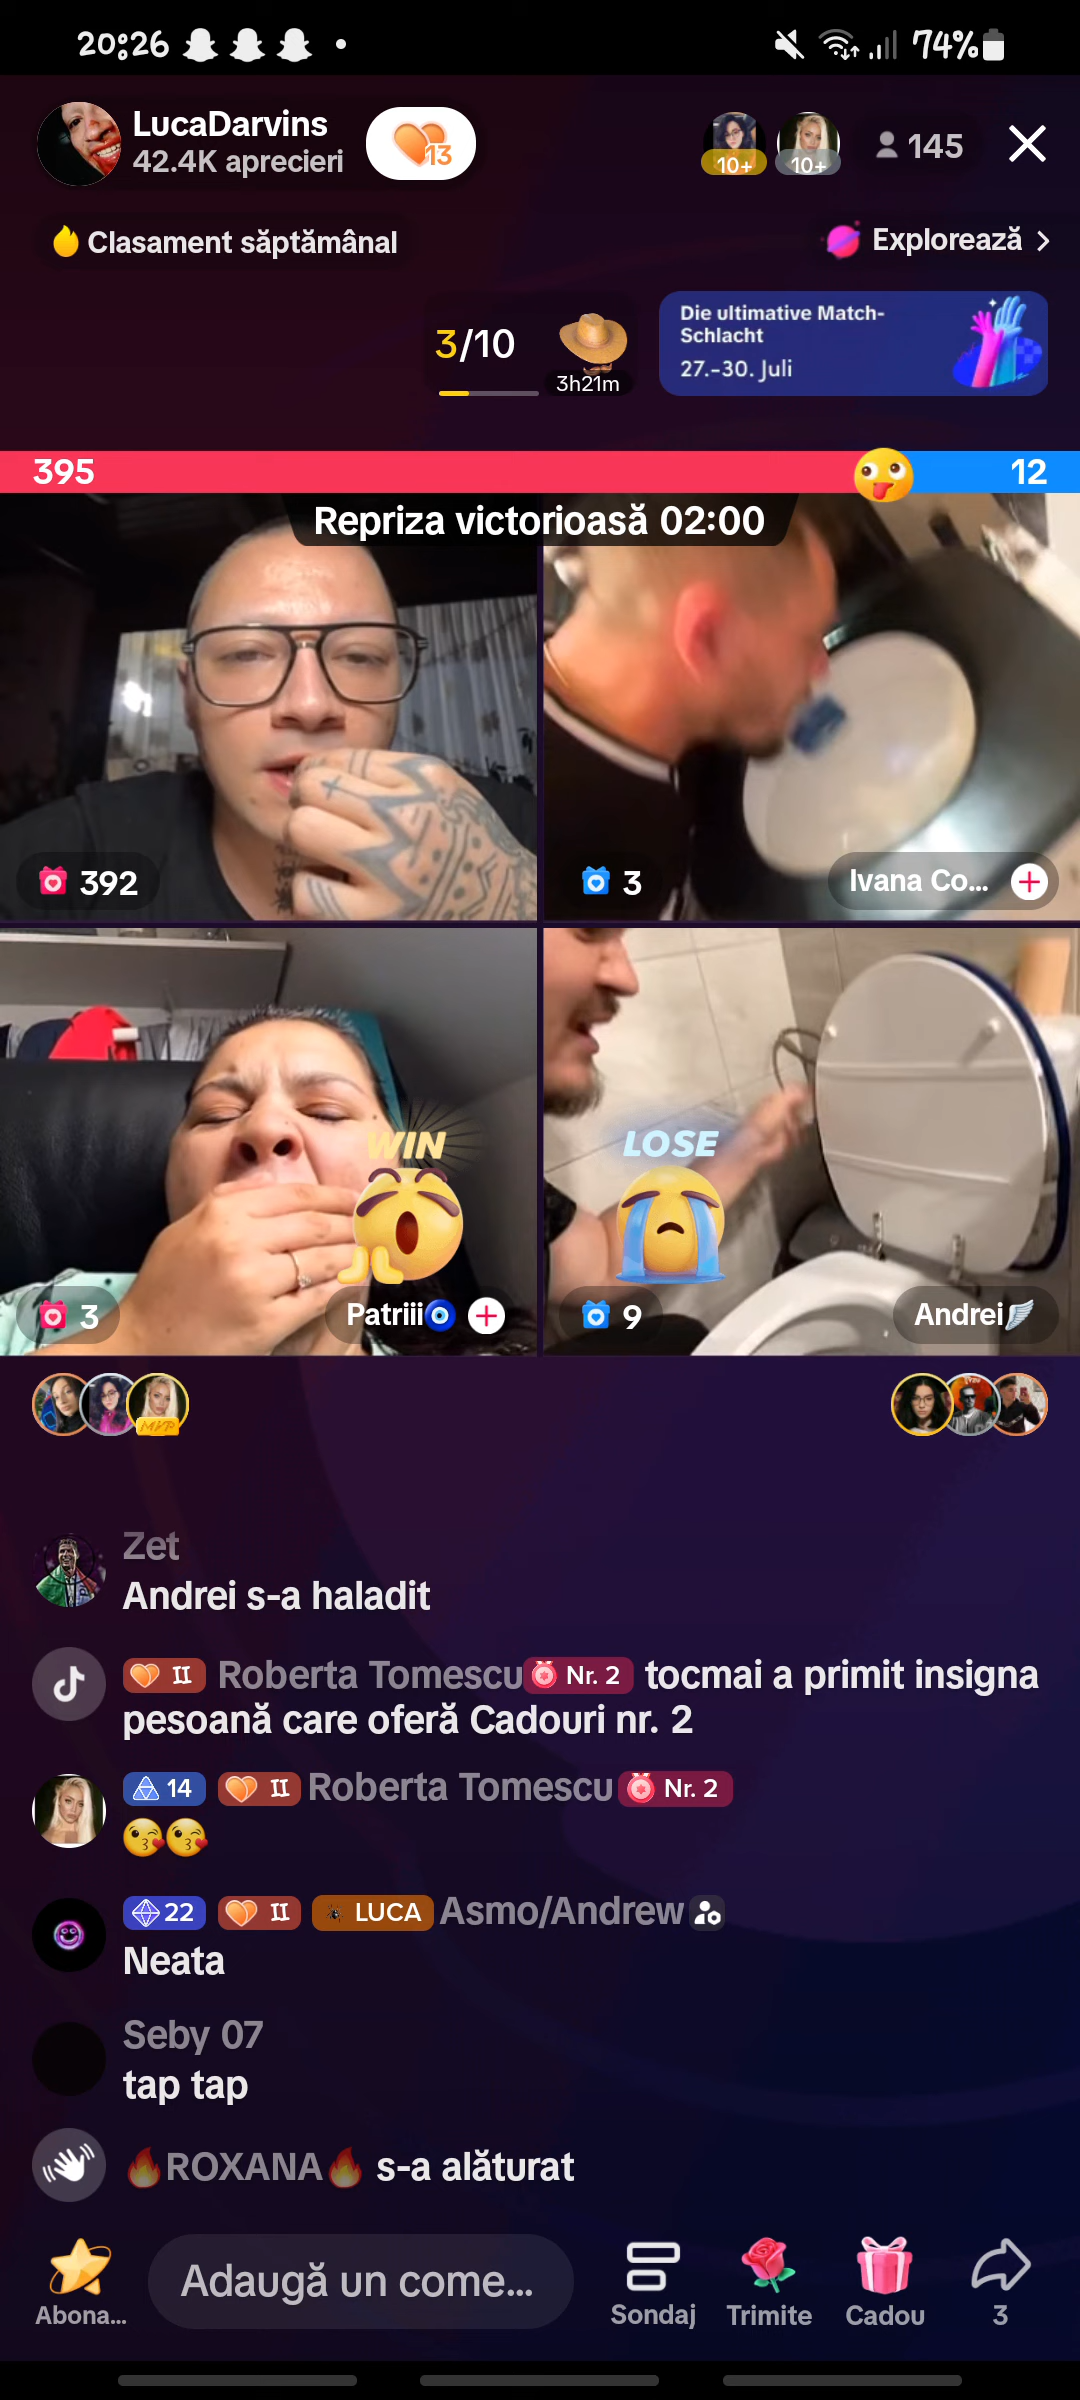 20:26
74%
LucaDarvins
42.4K aprecieri
13
10+
10+
145
Clasament săptămânal
Explorează
3/10
3h21m
Die ultimative Match-
Schlacht
27.-30. Juli
395
12
Repriza victorioasă 02:00
392
3
Ivana Co...
WIN
LOSE
3
Patriii
9
Andrei
MVP
Zet
Andrei s-a haladit
II Roberta Tomescu Nr. 2 tocmai a primit insigna
pesoană care oferă Cadouri nr. 2
14 II Roberta Tomescu Nr. 2
22 II LUCA Asmo/Andrew
Neata
Seby 07
tap tap
ROXANA s-a alăturat
Abona...
Adaugă un come...
Sondaj
Trimite
Cadou
3